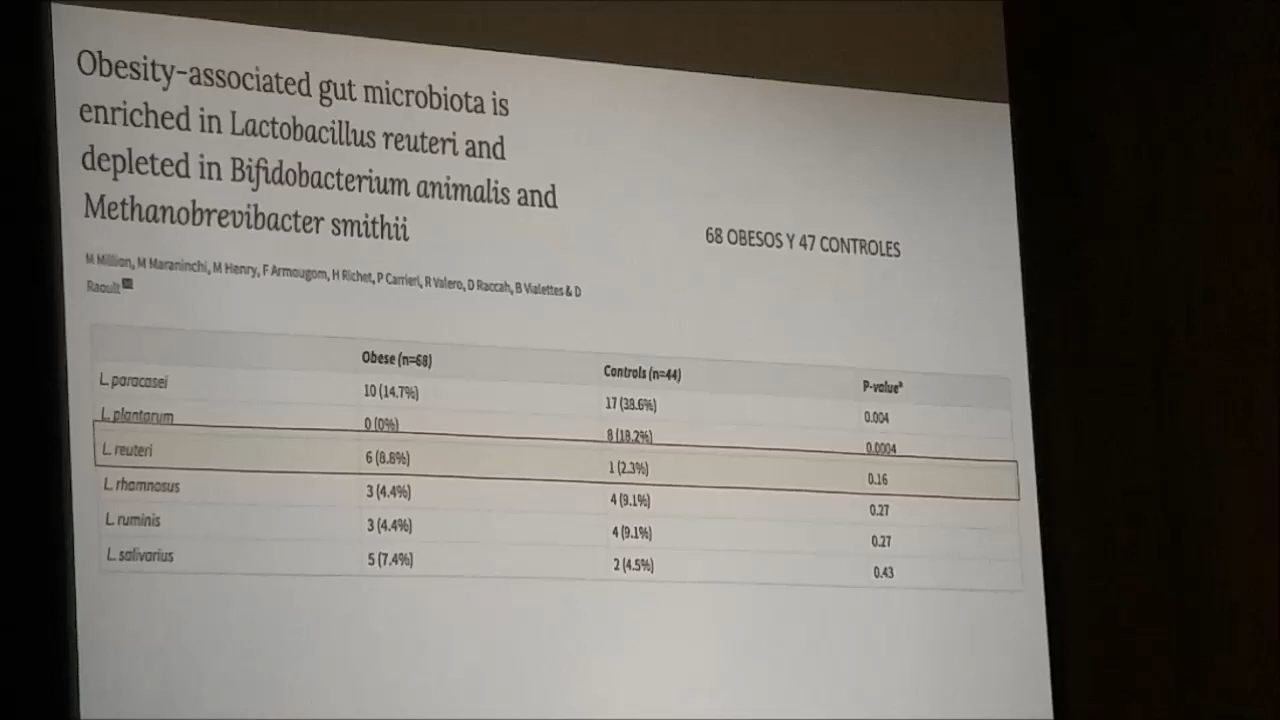 Obesity-associated gut microbiota is
enriched in Lactobacillus reuteri and
depleted in Bifidobacterium animalis and
Methanobrevibacter smithii
68 OBESOS Y 47 CONTROLES
M Million, M Maraninchi, M Henry, F Armougom, H Richet, P Carrieri, R Valero, D Raccah, B Vialettes & D
Raoult
Obese (n=68) Controls (n=44) P-value
L. paracasei 10 (14.7%) 17 (38.6%) 0.004
L. plantarum 0 (0%) 8 (18.2%) 0.0004
L. reuteri 6 (8.8%) 1 (2.3%) 0.16
L. rhamnosus 3 (4.4%) 4 (9.1%) 0.27
L. ruminis 3 (4.4%) 4 (9.1%) 0.27
L. salivarius 5 (7.4%) 2 (4.5%) 0.43